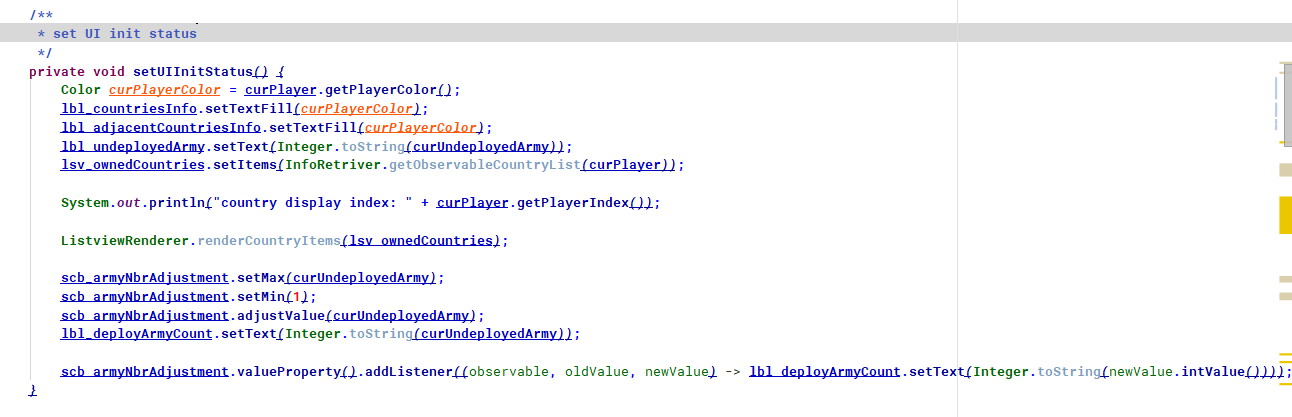 /**
 * set UI init status
 */
private void setUIInitStatus() {
    Color curPlayerColor = curPlayer.getPlayerColor();
    lbl_countriesInfo.setTextFill(curPlayerColor);
    lbl_adjacentCountriesInfo.setTextFill(curPlayerColor);
    lbl_undeployedArmy.setText(Integer.toString(curUndeployedArmy));
    lsv_ownedCountries.setItems(InfoRetriver.getObservableCountryList(curPlayer));
    System.out.println("country display index: " + curPlayer.getPlayerIndex());
    ListviewRenderer.renderCountryItems(lsv_ownedCountries);
    scb_armyNbrAdjustment.setMax(curUndeployedArmy);
    scb_armyNbrAdjustment.setMin(1);
    scb_armyNbrAdjustment.adjustValue(curUndeployedArmy);
    lbl_deployArmyCount.setText(Integer.toString(curUndeployedArmy));
    scb_armyNbrAdjustment.valueProperty().addListener((observable, oldValue, newValue) -> lbl_deployArmyCount.setText(Integer.toString(newValue.intValue())));
}